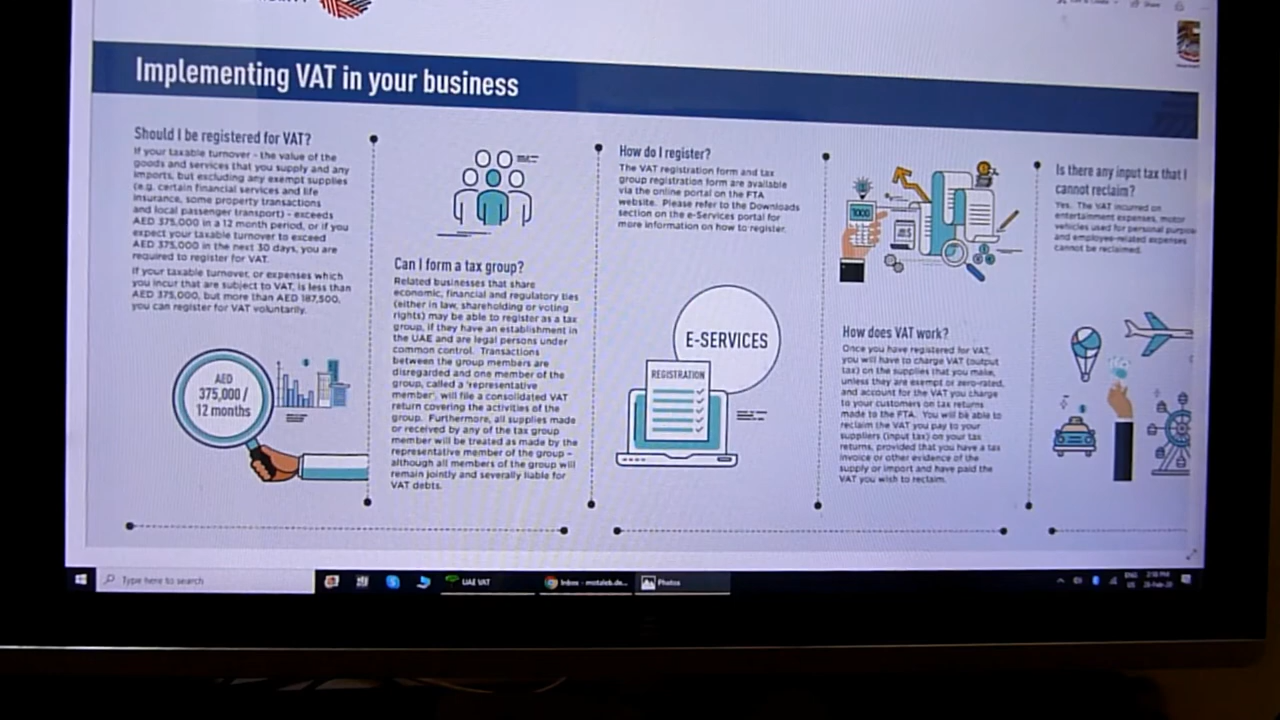 Implementing VAT in your business
Should I be registered for VAT?
If your taxable turnover - the value of the
goods and services that you supply and any
imports, but excluding any exempt supplies
(e.g. certain financial services and life
insurance, some property transactions
and local passenger transport) - exceeds
AED 375,000 in a 12 month period, or if you
expect your taxable turnover to exceed
AED 375,000 in the next 30 days, you are
required to register for VAT.
If your taxable turnover, or expenses which
you incur that are subject to VAT, is less than
AED 375,000, but more than AED 187,500,
you can register for VAT voluntarily.
AED
375,000 /
12 months
Can I form a tax group?
Related businesses that share
economic, financial and regulatory ties
(either in law, shareholding or voting
rights) may be able to register as a tax
group, if they have an establishment in
the UAE and are legal persons under
common control. Transactions
between the group members are
disregarded and one member of the
group, called a 'representative
member', will file a consolidated VAT
return covering the activities of the
group. Furthermore, all supplies made
or received by any of the tax group
member will be treated as made by the
representative member of the group -
although all members of the group will
remain jointly and severally liable for
VAT debts.
How do I register?
The VAT registration form and tax
group registration form are available
via the online portal on the FTA
website. Please refer to the Downloads
section on the e-Services portal for
more information on how to register.
E-SERVICES
REGISTRATION
1000
How does VAT work?
Once you have registered for VAT,
you will have to charge VAT (output
tax) on the supplies that you make,
unless they are exempt or zero-rated,
and account for the VAT you charge
to your customers on tax returns
made to the FTA. You will be able to
reclaim the VAT you pay to your
suppliers (input tax) on your tax
returns, provided that you have a tax
invoice or other evidence of the
supply or import and have paid the
VAT you wish to reclaim.
Is there any input tax that I
cannot reclaim?
Yes. The VAT incurred on
entertainment expenses, motor
vehicles used for personal purpose
and employee-related expenses
cannot be reclaimed.
Type here to search
UAE VAT
Inbox - motaleb.de...
Photos
ENG
US
2:18 PM